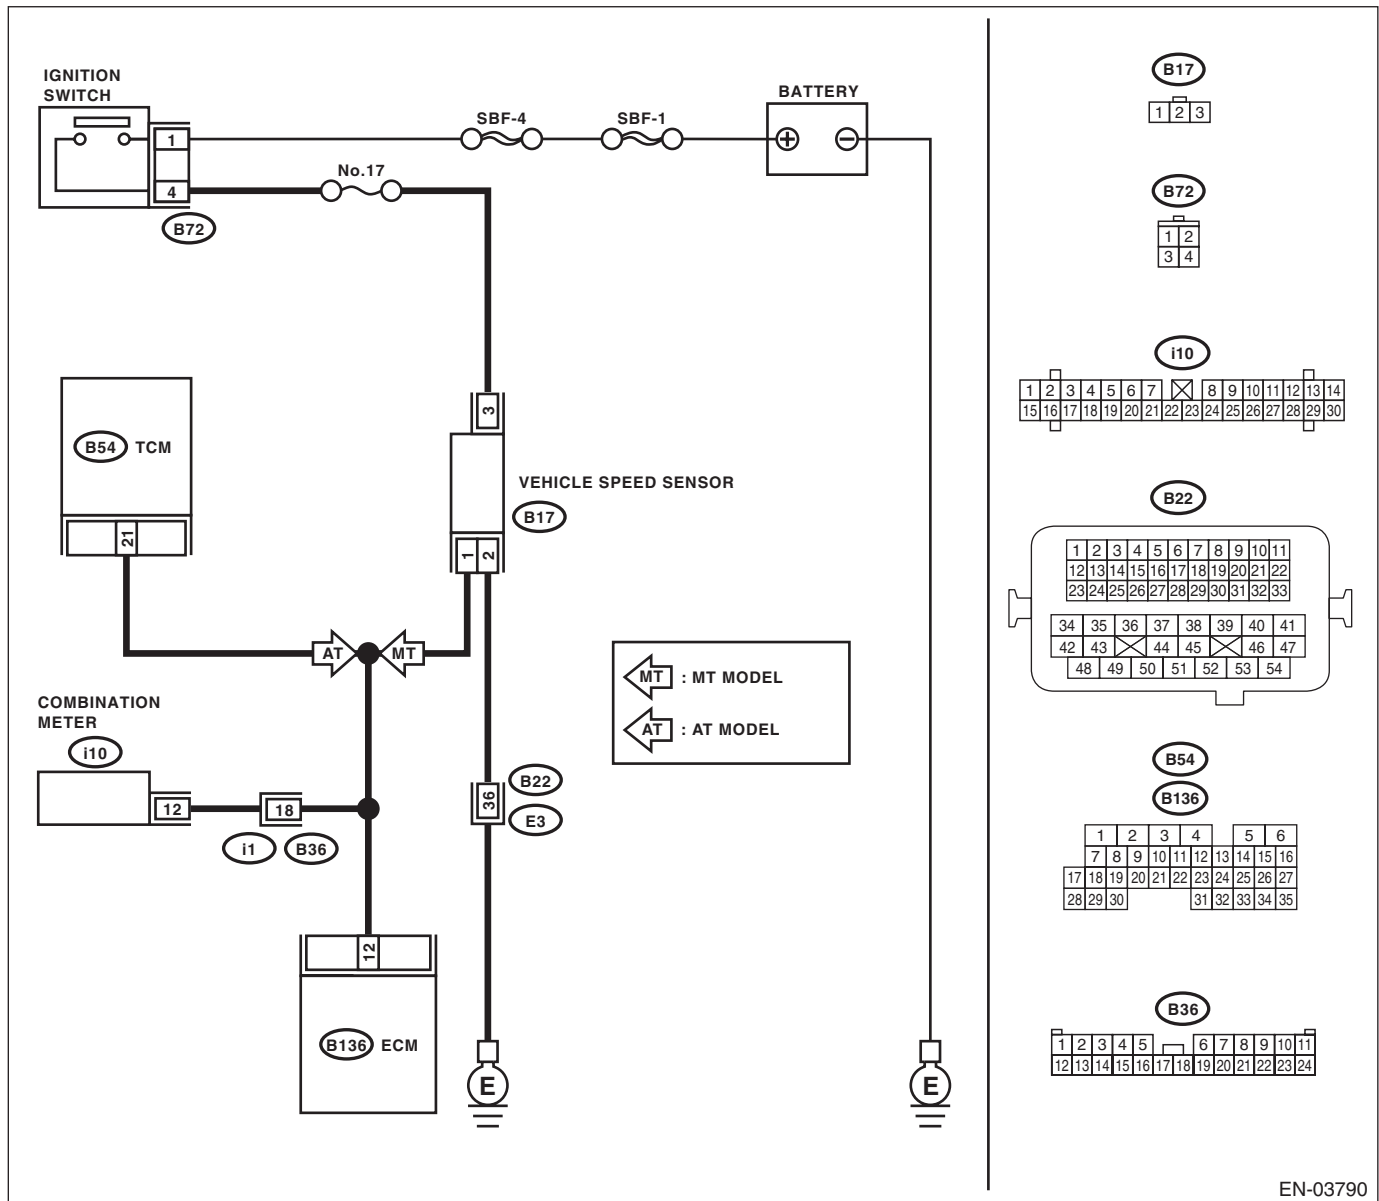 IGNITION
SWITCH
1
4
B72
No.17
SBF-4
SBF-1
BATTERY
B54 TCM
21
3
VEHICLE SPEED SENSOR
B17
1 2
AT
MT
MT : MT MODEL
AT : AT MODEL
COMBINATION
METER
i10
12
18
i1
B36
36
B22
E3
12
B136 ECM
E
E
B17
1 2 3
B72
1 2
3 4
i10
1 2 3 4 5 6 7 8 9 10 11 12 13 14
15 16 17 18 19 20 21 22 23 24 25 26 27 28 29 30
B22
1 2 3 4 5 6 7 8 9 10 11
12 13 14 15 16 17 18 19 20 21 22
23 24 25 26 27 28 29 30 31 32 33
34 35 36 37 38 39 40 41
42 43 44 45 46 47
48 49 50 51 52 53 54
B54
B136
1 2 3 4 5 6
7 8 9 10 11 12 13 14 15 16
17 18 19 20 21 22 23 24 25 26 27
28 29 30 31 32 33 34 35
B36
1 2 3 4 5 6 7 8 9 10 11
12 13 14 15 16 17 18 19 20 21 22 23 24
EN-03790